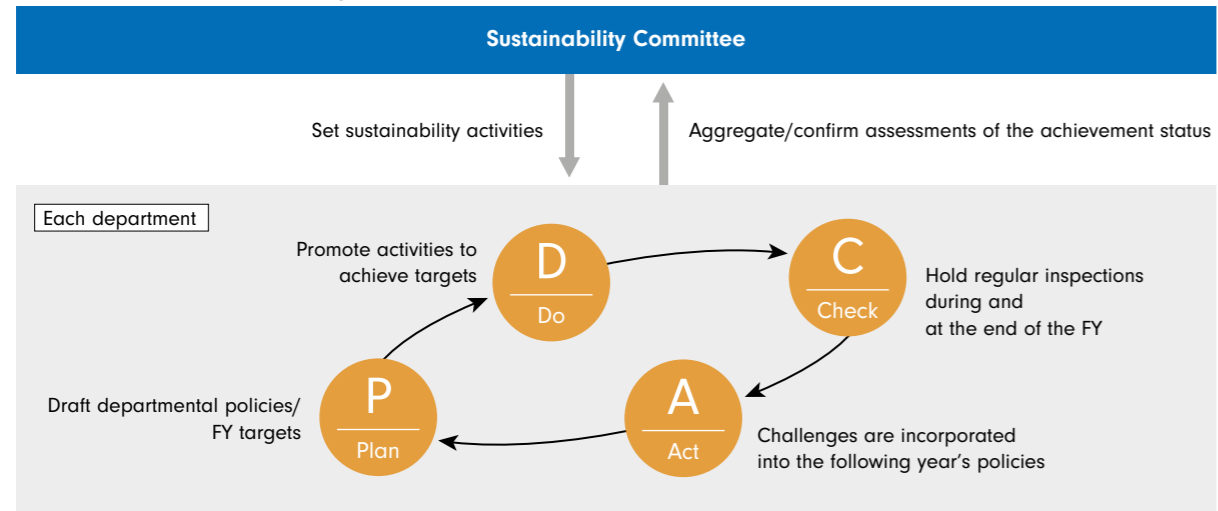 Sustainability Committee
Set sustainability activities
Aggregate/confirm assessments of the achievement status
Each department
Promote activities to
achieve targets
D
Do
C
Check
Hold regular inspections
during and
at the end of the FY
Draft departmental policies/
FY targets
P
Plan
A
Act
Challenges are incorporated
into the following year's policies